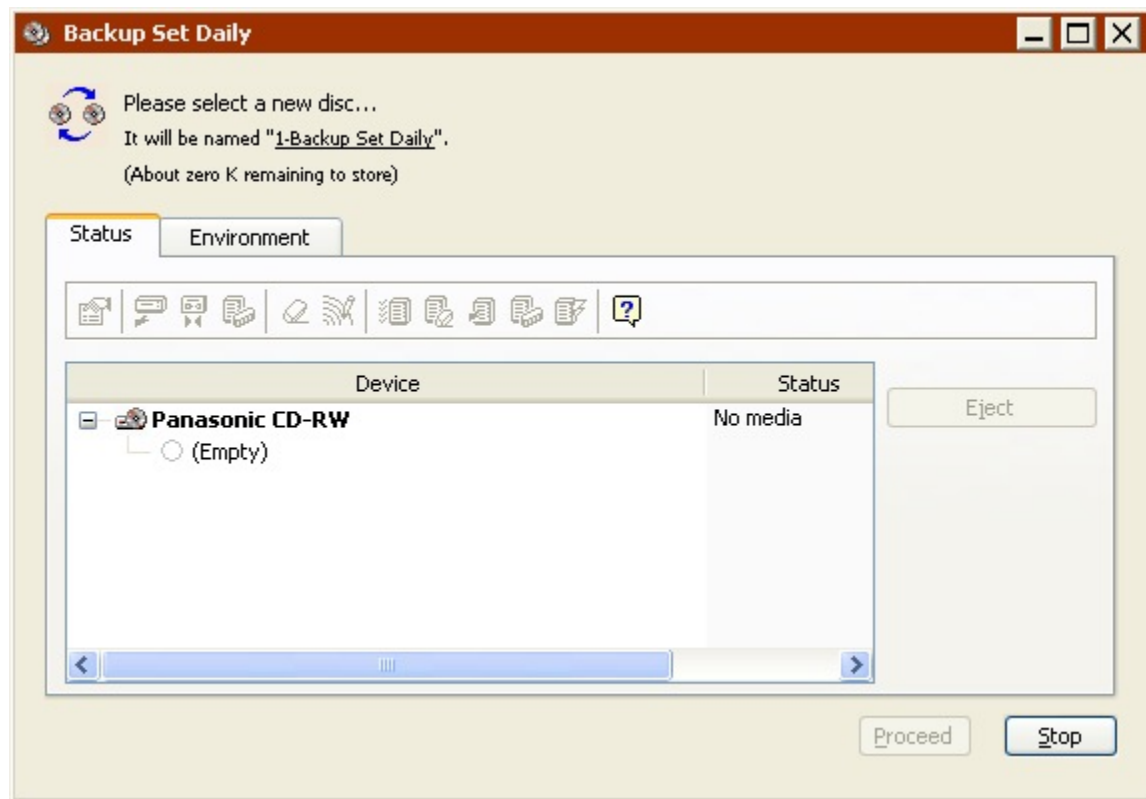 Backup Set Daily
Please select a new disc...
It will be named "1-Backup Set Daily".
(About zero K remaining to store)
Status Environment
Device Status
Panasonic CD-RW No media
Eject
(Empty)
Proceed Stop